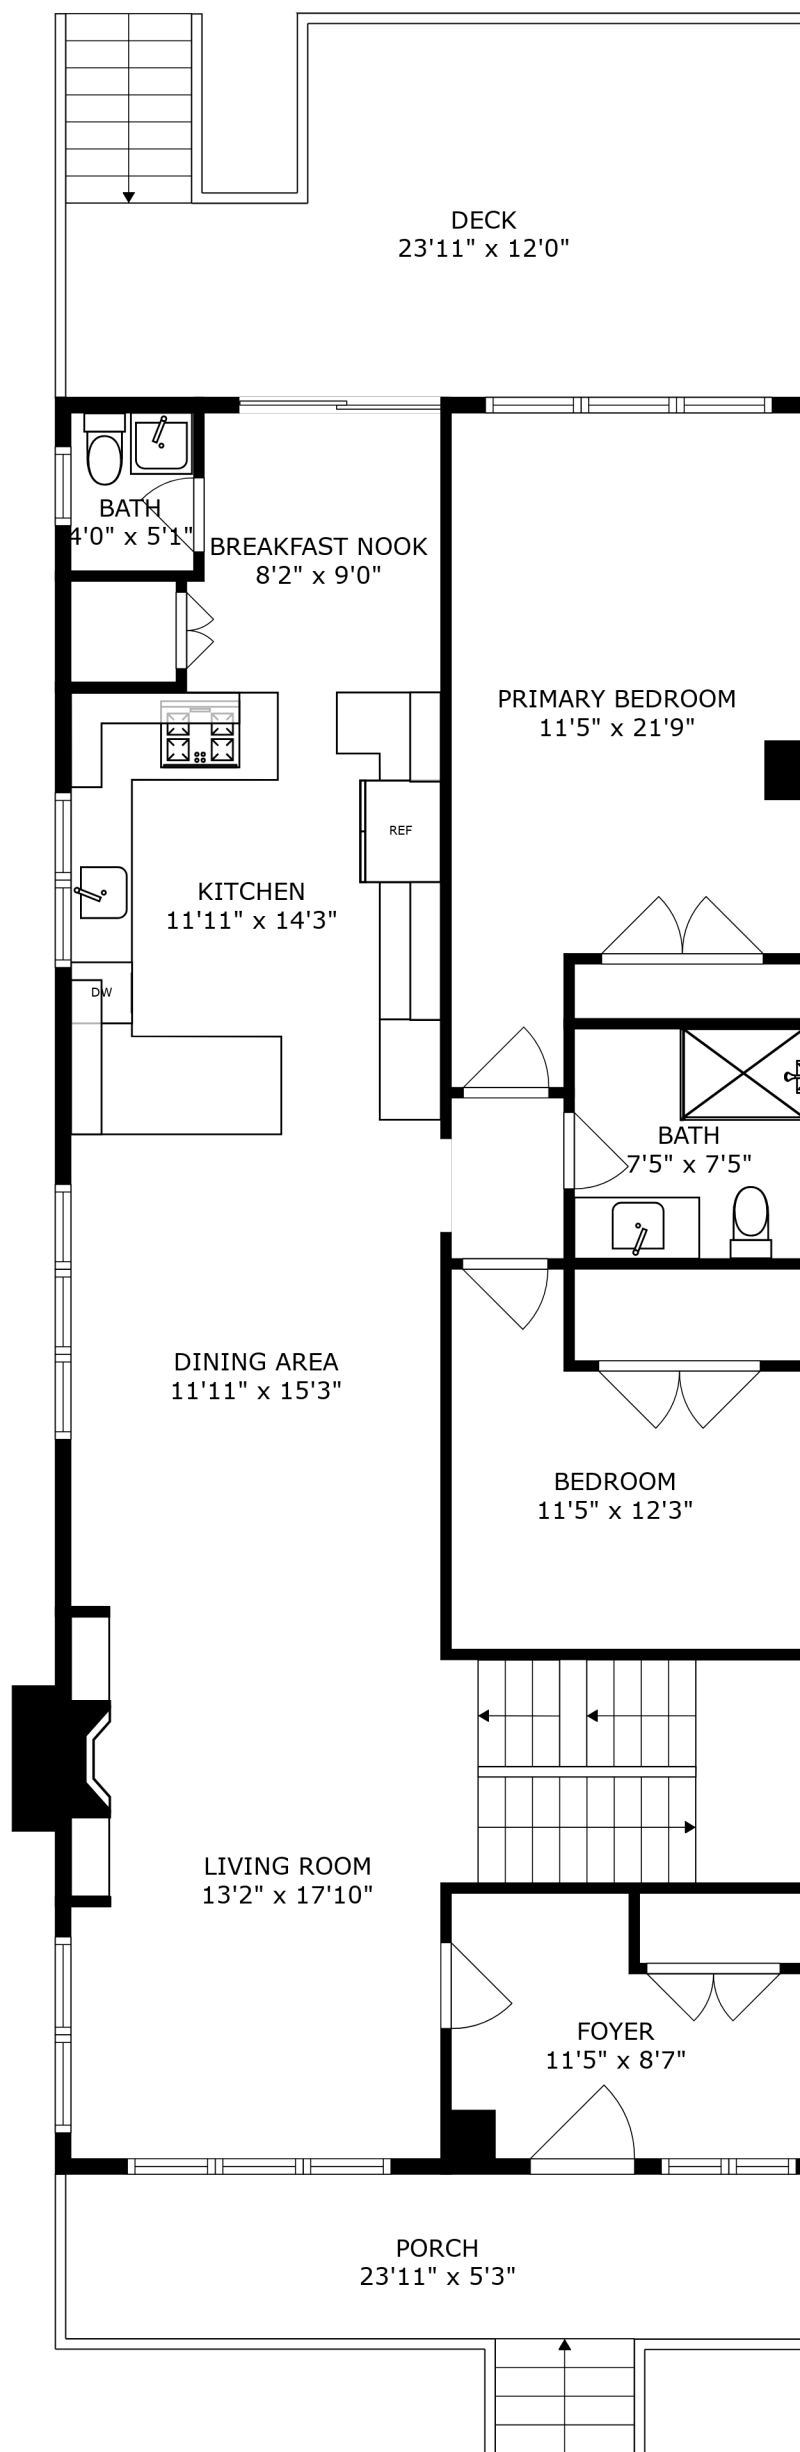 DECK
23'11" x 12'0"
BATH
4'0" x 5'1"
BREAKFAST NOOK
8'2" x 9'0"
PRIMARY BEDROOM
11'5" x 21'9"
REF
KITCHEN
11'11" x 14'3"
DW
BATH
7'5" x 7'5"
DINING AREA
11'11" x 15'3"
BEDROOM
11'5" x 12'3"
LIVING ROOM
13'2" x 17'10"
FOYER
11'5" x 8'7"
PORCH
23'11" x 5'3"